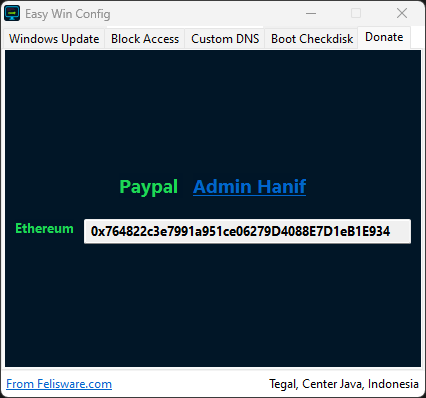 Easy Win Config
Windows Update Block Access Custom DNS Boot Checkdisk Donate
Paypal Admin Hanif
Ethereum 0x764822c3e7991a951ce06279D4088E7D1eB1E934
From Felisware.com Tegal, Center Java, Indonesia